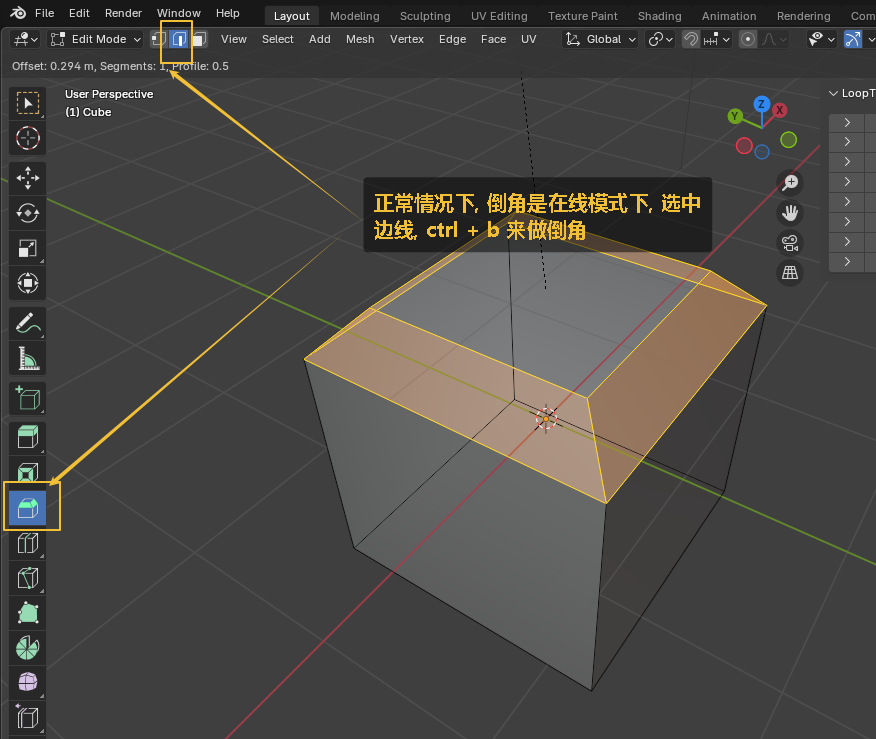 File Edit Render Window Help Layout Modeling Sculpting UV Editing Texture Paint Shading Animation Rendering Com
Edit Mode View Select Add Mesh Vertex Edge Face UV Global
Offset: 0.294 m, Segments: 1, Profile: 0.5
User Perspective
(1) Cube
Z
Y
X
LoopT
正常情况下, 倒角是在线模式下, 选中
边线, ctrl + b 来做倒角